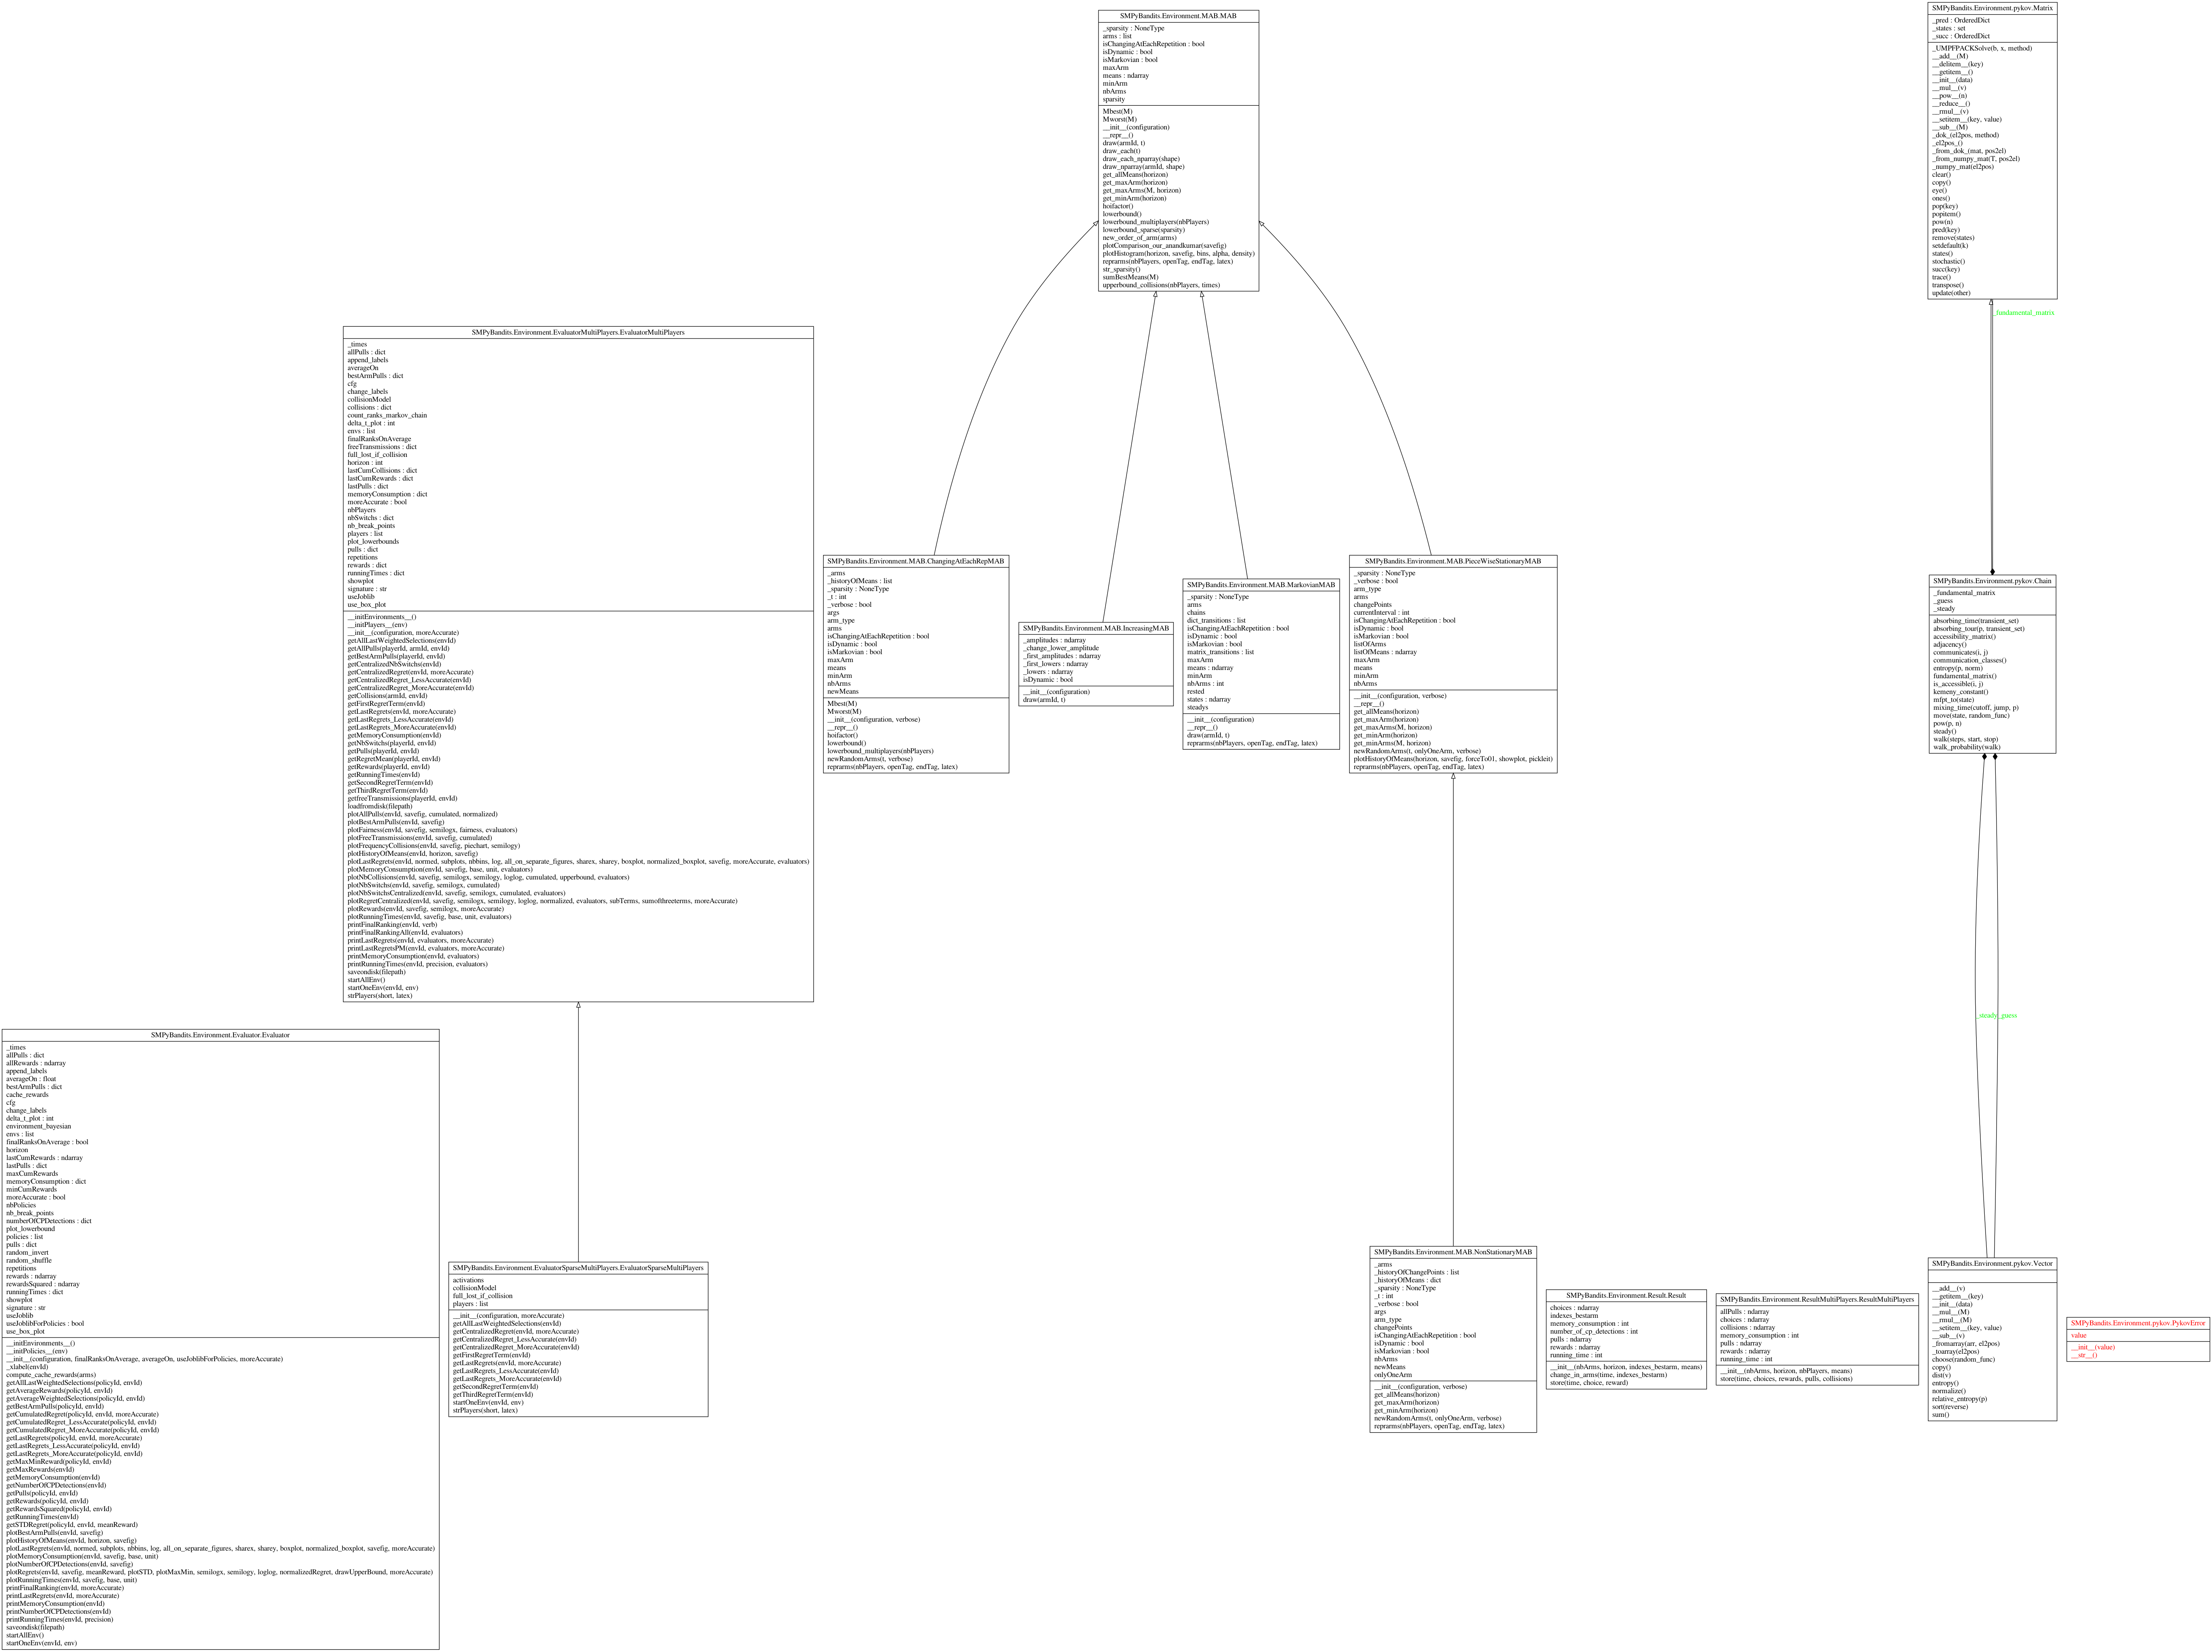 SMPyBandits.Environment.MAB.MAB
_sparsity : NoneType
arms : list
isChangingAtEachRepetition : bool
isDynamic : bool
isMarkovian : bool
maxArm
means : ndarray
minArm
nbArms
sparsity
Mbest(M)
Mworst(M)
__init__(configuration)
__repr__()
draw(armId, t)
draw_each(t)
draw_each_nparray(shape)
draw_nparray(armId, shape)
get_allMeans(horizon)
get_maxArm(horizon)
get_maxArms(M, horizon)
get_minArm(horizon)
hoifactor()
lowerbound()
lowerbound_multiplayers(nbPlayers)
lowerbound_sparse(sparsity)
new_order_of_arm(arms)
plotComparison_our_anandkumar(savefig)
plotHistogram(horizon, savefig, bins, alpha, density)
reprarms(nbPlayers, openTag, endTag, latex)
str_sparsity()
sumBestMeans(M)
upperbound_collisions(nbPlayers, times)
SMPyBandits.Environment.pykov.Matrix
_pred : OrderedDict
_states : set
_succ : OrderedDict
_UMPFPACKSolve(b, x, method)
__add__(M)
__delitem__(key)
__getitem__()
__init__(data)
__mul__(v)
__pow__(n)
__reduce__()
__rmul__(v)
__setitem__(key, value)
__sub__(M)
_dok_(el2pos, method)
_el2pos_()
_from_dok_(mat, pos2el)
_from_numpy_mat(T, pos2el)
_numpy_mat(el2pos)
clear()
copy()
eye()
ones()
pop(key)
popitem()
pow(n)
pred(key)
remove(states)
setdefault(k)
states()
stochastic()
succ(key)
trace()
transpose()
update(other)
_fundamental_matrix
SMPyBandits.Environment.EvaluatorMultiPlayers.EvaluatorMultiPlayers
_times
allPulls : dict
append_labels
averageOn
bestArmPulls : dict
cfg
change_labels
collisionModel
collisions : dict
count_ranks_markov_chain
delta_t_plot : int
envs : list
finalRanksOnAverage
freeTransmissions : dict
full_lost_if_collision
horizon : int
lastCumCollisions : dict
lastCumRewards : dict
lastPulls : dict
memoryConsumption : dict
moreAccurate : bool
nbPlayers
nbSwitchs : dict
nb_break_points
players : list
plot_lowerbounds
pulls : dict
repetitions
rewards : dict
runningTimes : dict
showplot
signature : str
useJoblib
use_box_plot
__initEnvironments__()
__initPlayers__(env)
__init__(configuration, moreAccurate)
getAllLastWeightedSelections(envId)
getAllPulls(playerId, armId, envId)
getBestArmPulls(playerId, envId)
getCentralizedNbSwitchs(envId)
getCentralizedRegret(envId, moreAccurate)
getCentralizedRegret_LessAccurate(envId)
getCentralizedRegret_MoreAccurate(envId)
getCollisions(armId, envId)
getFirstRegretTerm(envId)
getLastRegrets(envId, moreAccurate)
getLastRegrets_LessAccurate(envId)
getLastRegrets_MoreAccurate(envId)
getMemoryConsumption(envId)
getNbSwitchs(playerId, envId)
getPulls(playerId, envId)
getRegretMean(playerId, envId)
getRewards(playerId, envId)
getRunningTimes(envId)
getSecondRegretTerm(envId)
getThirdRegretTerm(envId)
getfreeTransmissions(playerId, envId)
loadfromdisk(filepath)
plotAllPulls(envId, savefig, cumulated, normalized)
plotBestArmPulls(envId, savefig)
plotFairness(envId, savefig, semilogx, fairness, evaluators)
plotFreeTransmissions(envId, savefig, cumulated)
plotFrequencyCollisions(envId, savefig, piechart, semilogy)
plotHistoryOfMeans(envId, horizon, savefig)
plotLastRegrets(envId, normed, subplots, nbbins, log, all_on_separate_figures, sharex, sharey, boxplot, normalized_boxplot, savefig, moreAccurate, evaluators)
plotMemoryConsumption(envId, savefig, base, unit, evaluators)
plotNbCollisions(envId, savefig, semilogx, semilogy, loglog, cumulated, upperbound, evaluators)
plotNbSwitchs(envId, savefig, semilogx, cumulated)
plotNbSwitchsCentralized(envId, savefig, semilogx, cumulated, evaluators)
plotRegretCentralized(envId, savefig, semilogx, semilogy, loglog, normalized, evaluators, subTerms, sumofthreeterms, moreAccurate)
plotRewards(envId, savefig, semilogx, moreAccurate)
plotRunningTimes(envId, savefig, base, unit, evaluators)
printFinalRanking(envId, verb)
printFinalRankingAll(envId, evaluators)
printLastRegrets(envId, evaluators, moreAccurate)
printLastRegretsPM(envId, evaluators, moreAccurate)
printMemoryConsumption(envId, evaluators)
printRunningTimes(envId, precision, evaluators)
saveondisk(filepath)
startAllEnv()
startOneEnv(envId, env)
strPlayers(short, latex)
SMPyBandits.Environment.MAB.ChangingAtEachRepMAB
_arms
_historyOfMeans : list
_sparsity : NoneType
_t : int
_verbose : bool
args
arm_type
arms
isChangingAtEachRepetition : bool
isDynamic : bool
isMarkovian : bool
maxArm
means
minArm
nbArms
newMeans
Mbest(M)
Mworst(M)
__init__(configuration, verbose)
__repr__()
hoifactor()
lowerbound()
lowerbound_multiplayers(nbPlayers)
newRandomArms(t, verbose)
reprarms(nbPlayers, openTag, endTag, latex)
SMPyBandits.Environment.MAB.IncreasingMAB
_amplitudes : ndarray
_change_lower_amplitude
_first_amplitudes : ndarray
_first_lowers : ndarray
_lowers : ndarray
isDynamic : bool
__init__(configuration)
draw(armId, t)
SMPyBandits.Environment.MAB.MarkovianMAB
_sparsity : NoneType
arms
chains
dict_transitions : list
isChangingAtEachRepetition : bool
isDynamic : bool
isMarkovian : bool
matrix_transitions : list
maxArm
means : ndarray
minArm
nbArms : int
rested
states : ndarray
steadys
__init__(configuration)
__repr__()
draw(armId, t)
reprarms(nbPlayers, openTag, endTag, latex)
SMPyBandits.Environment.MAB.PieceWiseStationaryMAB
_sparsity : NoneType
_verbose : bool
arm_type
arms
changePoints
currentInterval : int
isChangingAtEachRepetition : bool
isDynamic : bool
isMarkovian : bool
listOfArms
listOfMeans : ndarray
maxArm
means
minArm
nbArms
__init__(configuration, verbose)
__repr__()
get_allMeans(horizon)
get_maxArm(horizon)
get_maxArms(M, horizon)
get_minArm(horizon)
get_minArms(M, horizon)
newRandomArms(t, onlyOneArm, verbose)
plotHistoryOfMeans(horizon, savefig, forceTo01, showplot, pickleit)
reprarms(nbPlayers, openTag, endTag, latex)
SMPyBandits.Environment.pykov.Chain
_fundamental_matrix
_guess
_steady
absorbing_time(transient_set)
absorbing_tour(p, transient_set)
accessibility_matrix()
adjacency()
communicates(i, j)
communication_classes()
entropy(p, norm)
fundamental_matrix()
is_accessible(i, j)
kemeny_constant()
mfpt_to(state)
mixing_time(cutoff, jump, p)
move(state, random_func)
pow(p, n)
steady()
walk(steps, start, stop)
walk_probability(walk)
_steady
_guess
SMPyBandits.Environment.Evaluator.Evaluator
_times
allPulls : dict
allRewards : ndarray
append_labels
averageOn : float
bestArmPulls : dict
cache_rewards
cfg
change_labels
delta_t_plot : int
environment_bayesian
envs : list
finalRanksOnAverage : bool
horizon
lastCumRewards : ndarray
lastPulls : dict
maxCumRewards
memoryConsumption : dict
minCumRewards
moreAccurate : bool
nbPolicies
nb_break_points
numberOfCPDetections : dict
plot_lowerbound
policies : list
pulls : dict
random_invert
random_shuffle
repetitions
rewards : ndarray
rewardsSquared : ndarray
runningTimes : dict
showplot
signature : str
useJoblib
useJoblibForPolicies : bool
use_box_plot
__initEnvironments__()
__initPolicies__(env)
__init__(configuration, finalRanksOnAverage, averageOn, useJoblibForPolicies, moreAccurate)
_xlabel(envId)
compute_cache_rewards(arms)
getAllLastWeightedSelections(policyId, envId)
getAverageRewards(policyId, envId)
getAverageWeightedSelections(policyId, envId)
getBestArmPulls(policyId, envId)
getCumulatedRegret(policyId, envId, moreAccurate)
getCumulatedRegret_LessAccurate(policyId, envId)
getCumulatedRegret_MoreAccurate(policyId, envId)
getLastRegrets(policyId, envId, moreAccurate)
getLastRegrets_LessAccurate(policyId, envId)
getLastRegrets_MoreAccurate(policyId, envId)
getMaxMinReward(policyId, envId)
getMaxRewards(envId)
getMemoryConsumption(envId)
getNumberOfCPDetections(envId)
getPulls(policyId, envId)
getRewards(policyId, envId)
getRewardsSquared(policyId, envId)
getRunningTimes(envId)
getSTDRegret(policyId, envId, meanReward)
plotBestArmPulls(envId, savefig)
plotHistoryOfMeans(envId, horizon, savefig)
plotLastRegrets(envId, normed, subplots, nbbins, log, all_on_separate_figures, sharex, sharey, boxplot, normalized_boxplot, savefig, moreAccurate)
plotMemoryConsumption(envId, savefig, base, unit)
plotNumberOfCPDetections(envId, savefig)
plotRegrets(envId, savefig, meanReward, plotSTD, plotMaxMin, semilogx, semilogy, loglog, normalizedRegret, drawUpperBound, moreAccurate)
plotRunningTimes(envId, savefig, base, unit)
printFinalRanking(envId, moreAccurate)
printLastRegrets(envId, moreAccurate)
printMemoryConsumption(envId)
printNumberOfCPDetections(envId)
printRunningTimes(envId, precision)
saveondisk(filepath)
startAllEnv()
startOneEnv(envId, env)
SMPyBandits.Environment.EvaluatorSparseMultiPlayers.EvaluatorSparseMultiPlayers
activations
collisionModel
full_lost_if_collision
players : list
__init__(configuration, moreAccurate)
getAllLastWeightedSelections(envId)
getCentralizedRegret(envId, moreAccurate)
getCentralizedRegret_LessAccurate(envId)
getCentralizedRegret_MoreAccurate(envId)
getFirstRegretTerm(envId)
getLastRegrets(envId, moreAccurate)
getLastRegrets_LessAccurate(envId)
getLastRegrets_MoreAccurate(envId)
getSecondRegretTerm(envId)
getThirdRegretTerm(envId)
startOneEnv(envId, env)
strPlayers(short, latex)
SMPyBandits.Environment.MAB.NonStationaryMAB
_arms
_historyOfChangePoints : list
_historyOfMeans : dict
_sparsity : NoneType
_t : int
_verbose : bool
args
arm_type
changePoints
isChangingAtEachRepetition : bool
isDynamic : bool
isMarkovian : bool
nbArms
newMeans
onlyOneArm
__init__(configuration, verbose)
get_allMeans(horizon)
get_maxArm(horizon)
get_minArm(horizon)
newRandomArms(t, onlyOneArm, verbose)
reprarms(nbPlayers, openTag, endTag, latex)
SMPyBandits.Environment.Result.Result
choices : ndarray
indexes_bestarm
memory_consumption : int
number_of_cp_detections : int
pulls : ndarray
rewards : ndarray
running_time : int
__init__(nbArms, horizon, indexes_bestarm, means)
change_in_arms(time, indexes_bestarm)
store(time, choice, reward)
SMPyBandits.Environment.ResultMultiPlayers.ResultMultiPlayers
allPulls : ndarray
choices : ndarray
collisions : ndarray
memory_consumption : int
pulls : ndarray
rewards : ndarray
running_time : int
__init__(nbArms, horizon, nbPlayers, means)
store(time, choices, rewards, pulls, collisions)
SMPyBandits.Environment.pykov.Vector
__add__(v)
__getitem__(key)
__init__(data)
__mul__(M)
__rmul__(M)
__setitem__(key, value)
__sub__(v)
_fromarray(arr, el2pos)
_toarray(el2pos)
choose(random_func)
copy()
dist(v)
entropy()
normalize()
relative_entropy(p)
sort(reverse)
sum()
SMPyBandits.Environment.pykov.PykovError
value
__init__(value)
__str__()